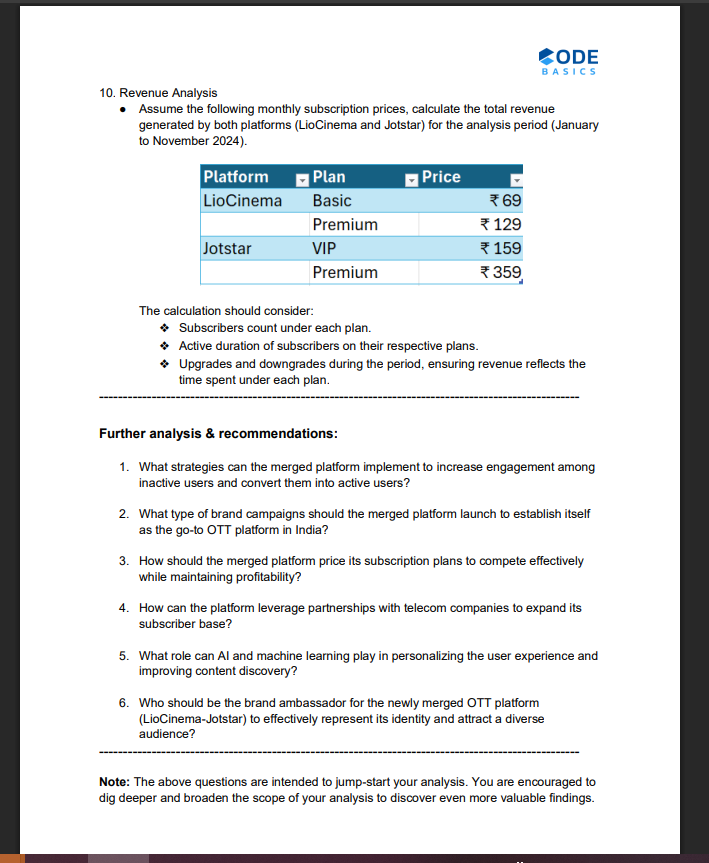 CODE
BASICS
10. Revenue Analysis
● Assume the following monthly subscription prices, calculate the total revenue
generated by both platforms (LioCinema and Jotstar) for the analysis period (January
to November 2024).
Platform Plan Price
LioCinema Basic ₹ 69
Premium ₹ 129
Jotstar VIP ₹ 159
Premium ₹ 359
The calculation should consider:
❖ Subscribers count under each plan.
❖ Active duration of subscribers on their respective plans.
❖ Upgrades and downgrades during the period, ensuring revenue reflects the
time spent under each plan.
Further analysis & recommendations:
1. What strategies can the merged platform implement to increase engagement among
inactive users and convert them into active users?
2. What type of brand campaigns should the merged platform launch to establish itself
as the go-to OTT platform in India?
3. How should the merged platform price its subscription plans to compete effectively
while maintaining profitability?
4. How can the platform leverage partnerships with telecom companies to expand its
subscriber base?
5. What role can AI and machine learning play in personalizing the user experience and
improving content discovery?
6. Who should be the brand ambassador for the newly merged OTT platform
(LioCinema-Jotstar) to effectively represent its identity and attract a diverse
audience?
Note: The above questions are intended to jump-start your analysis. You are encouraged to
dig deeper and broaden the scope of your analysis to discover even more valuable findings.